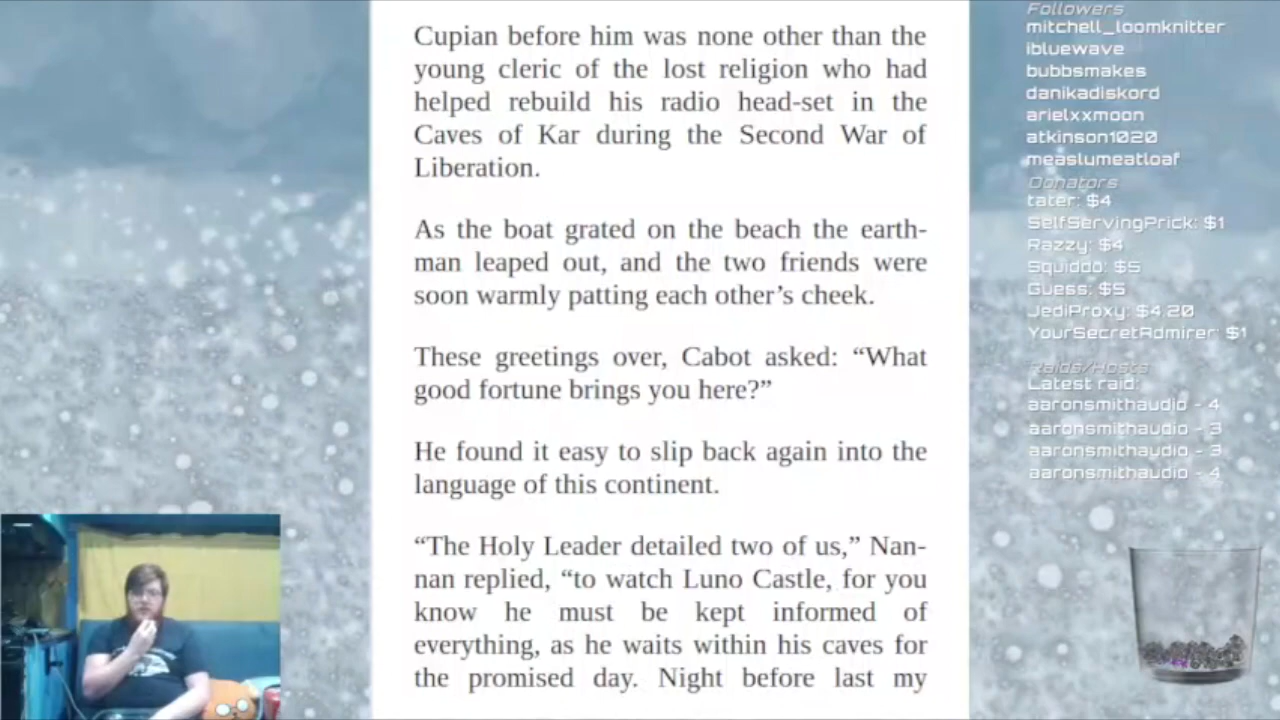 Cupian before him was none other than the
young cleric of the lost religion who had
helped rebuild his radio head-set in the
Caves of Kar during the Second War of
Liberation.
As the boat grated on the beach the earth-
man leaped out, and the two friends were
soon warmly patting each other’s cheek.
These greetings over, Cabot asked: “What
good fortune brings you here?”
He found it easy to slip back again into the
language of this continent.
“The Holy Leader detailed two of us,” Nan-
nan replied, “to watch Luno Castle, for you
know he must be kept informed of
everything, as he waits within his caves for
the promised day. Night before last my
Followers
mitchell_loomknitter
ibluewave
bubbsmakes
danikadiskord
arielxxmoon
atkinson1020
measlumeatloaf
Donators
tater: $4
SelfServingPrick: $1
Razzy: $4
Squidd0: $5
Guess: $5
JediProxy: $4.20
YourSecretAdmirer: $1
Raids/Hosts
Latest raid:
aaronsmithaudio - 4
aaronsmithaudio - 3
aaronsmithaudio - 3
aaronsmithaudio - 4